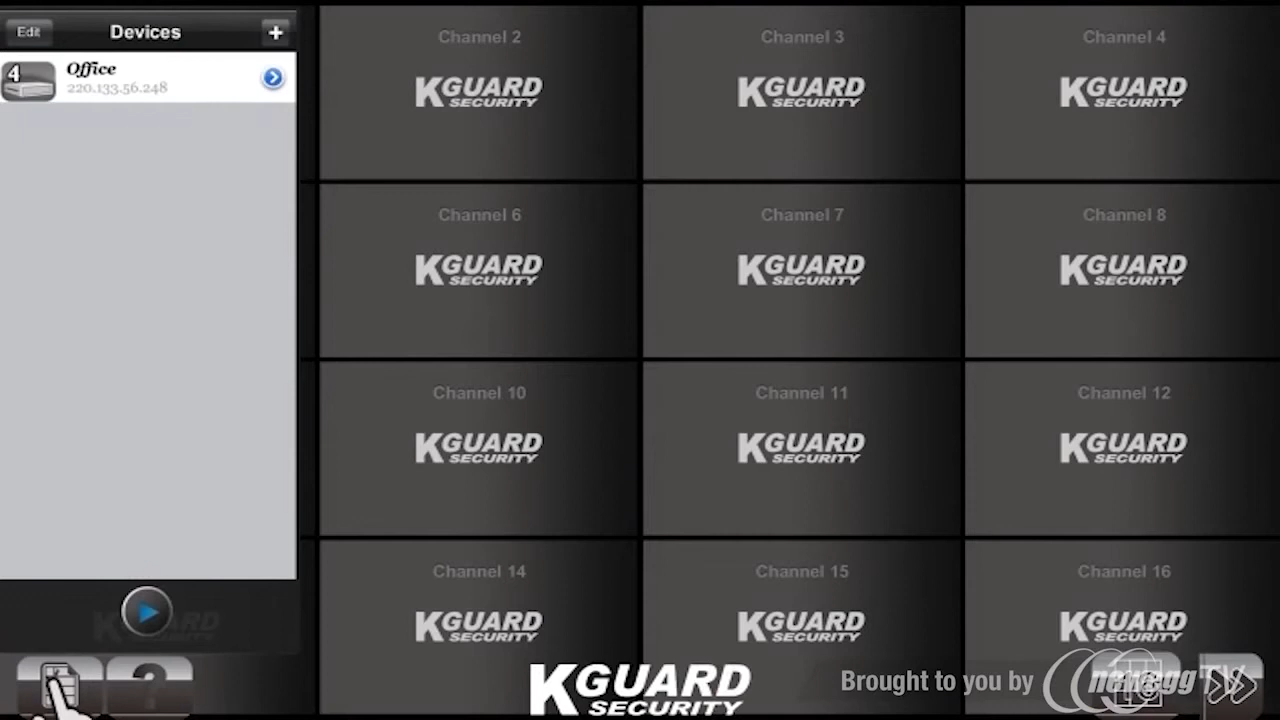 Edit
Devices
+
4
Office
220.133.56.248
Channel 2
Channel 3
Channel 4
KGUARD
SECURITY
KGUARD
SECURITY
KGUARD
SECURITY
Channel 6
Channel 7
Channel 8
KGUARD
SECURITY
KGUARD
SECURITY
KGUARD
SECURITY
Channel 10
Channel 11
Channel 12
KGUARD
SECURITY
KGUARD
SECURITY
KGUARD
SECURITY
Channel 14
Channel 15
Channel 16
KGUARD
SECURITY
KGUARD
SECURITY
KGUARD
SECURITY
?
KGUARD
SECURITY
Brought to you by
newegg TV